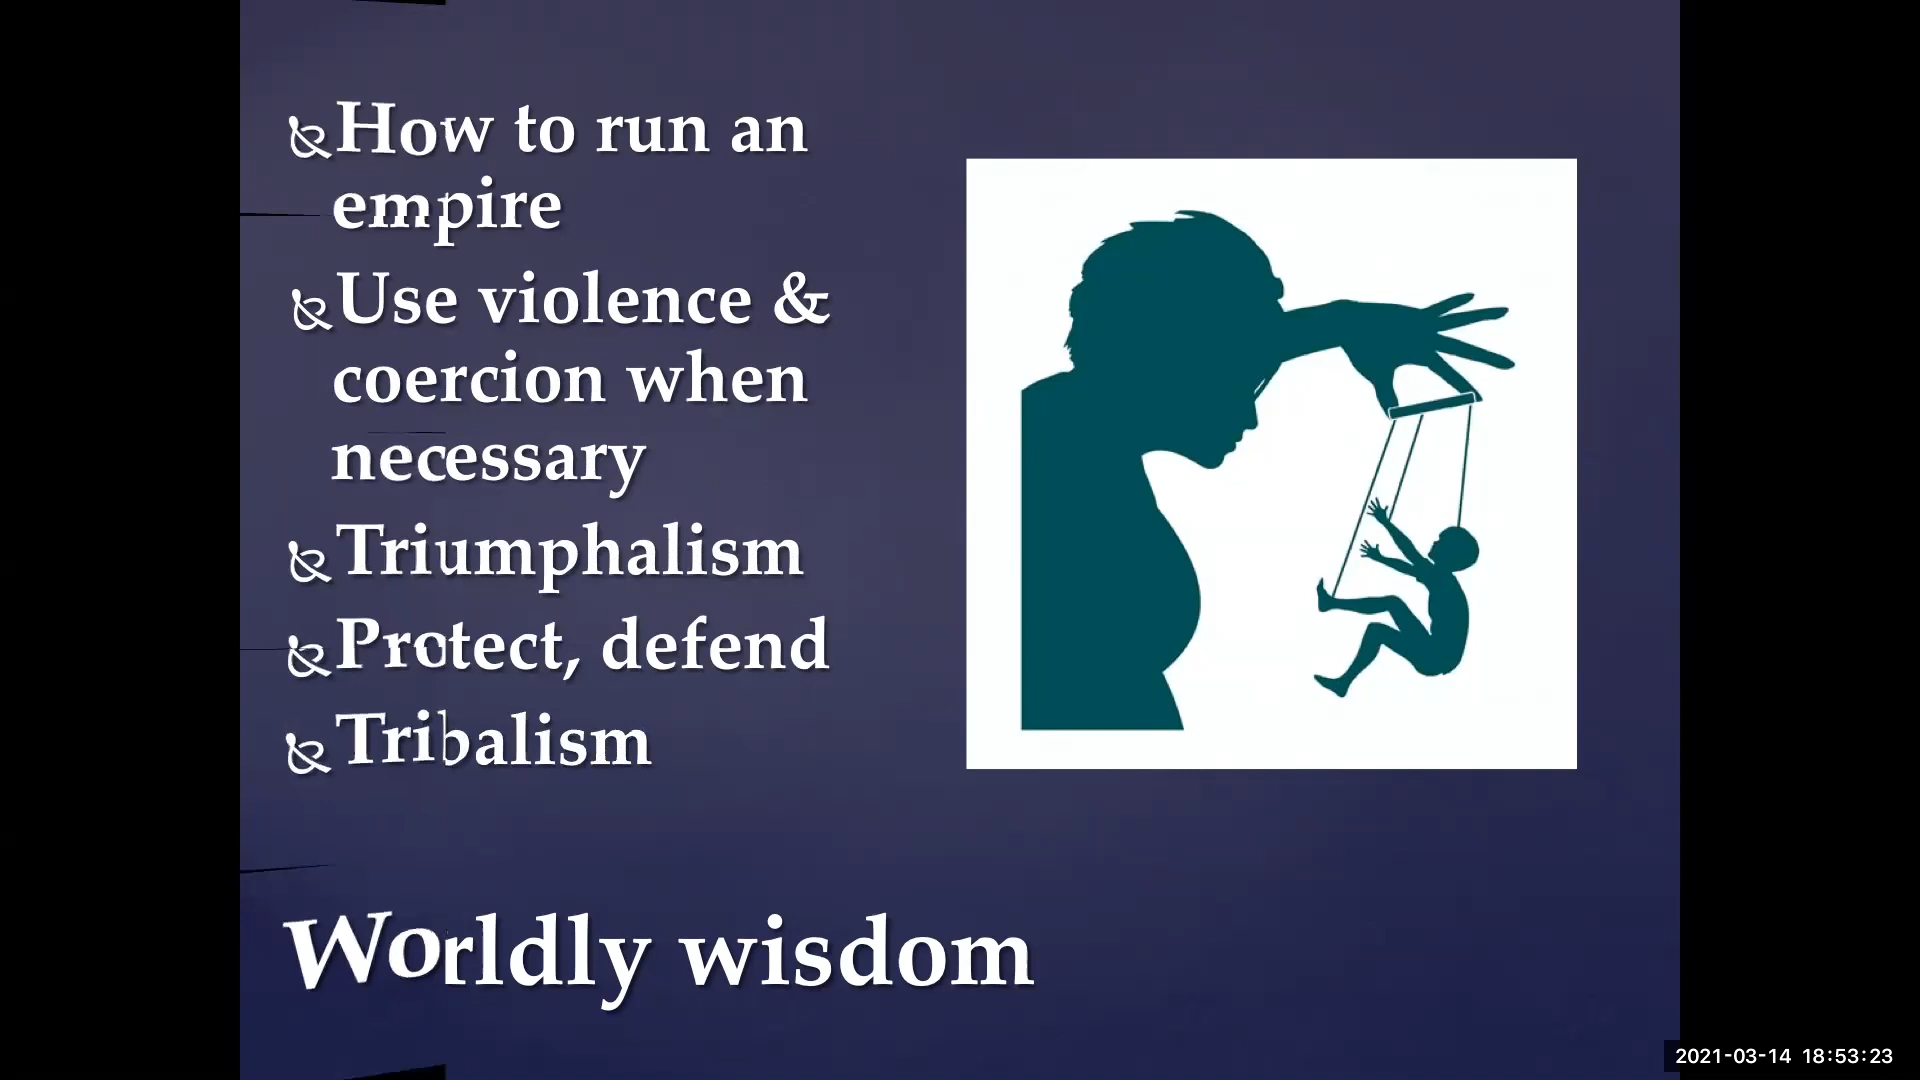 How to run an
empire
Use violence &
coercion when
necessary
Triumphalism
Protect, defend
Tribalism
Worldly wisdom
2021-03-14 18:53:23